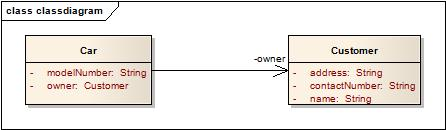 class classdiagram
Car
- modelNumber: String
- owner: Customer
-owner
Customer
- address: String
- contactNumber: String
- name: String